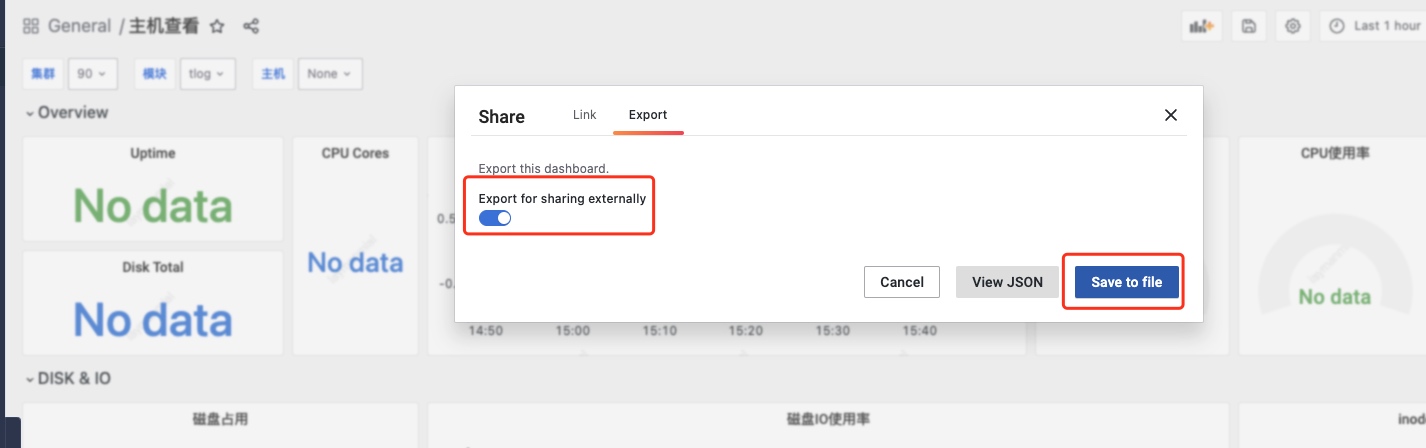 General / 主机查看
Last 1 hour
集群 90 模块 tlog 主机 None
Overview
Share Link Export
Uptime
CPU Cores
CPU使用率
Export this dashboard.
Export for sharing externally
No data
0.5
No data
Disk Total
No data
-0.
Cancel View JSON Save to file
No data
No data
14:50 15:00 15:10 15:20 15:30 15:40
DISK & IO
磁盘占用
磁盘IO使用率
inod